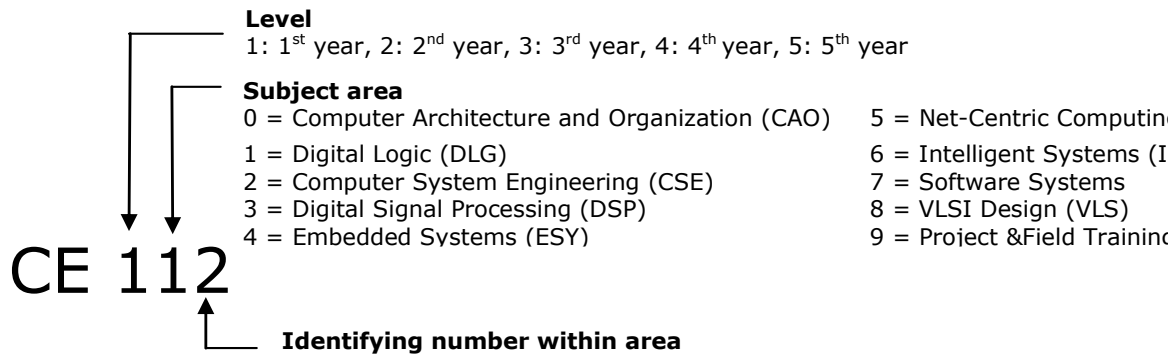 Level
1: 1st year, 2: 2nd year, 3: 3rd year, 4: 4th year, 5: 5th year
Subject area
0 = Computer Architecture and Organization (CAO) 5 = Net-Centric
1 = Digital Logic (DLG) 6 = Intelligent Systems
2 = Computer System Engineering (CSE) 7 = Software Systems
3 = Digital Signal Processing (DSP) 8 = VLSI Design (VLS)
4 = Embedded Systems (ESY) 9 = Project &Field
CE 112
Identifying number within area